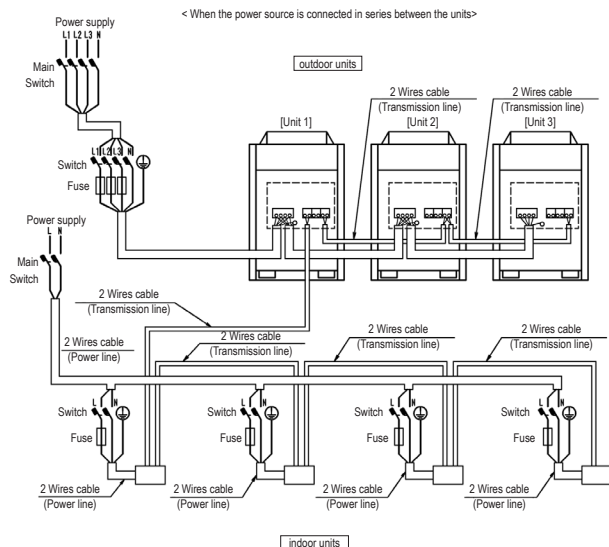 < When the power source is connected in series between the units>
Power supply
L1 L2 L3 N
Main
Switch
outdoor units
2 Wires cable
(Transmission line)
2 Wires cable
(Transmission line)
[Unit 1]
[Unit 2]
[Unit 3]
L1 L2 L3 N
Switch
Fuse
Power supply
L N
Main
Switch
2 Wires cable
(Transmission line)
2 Wires cable
(Power line)
2 Wires cable
(Transmission line)
2 Wires cable
(Transmission line)
2 Wires cable
(Transmission line)
L N
Switch
Fuse
L N
Switch
Fuse
L N
Switch
Fuse
L N
Switch
Fuse
2 Wires cable
(Power line)
2 Wires cable
(Power line)
2 Wires cable
(Power line)
2 Wires cable
(Power line)
indoor units